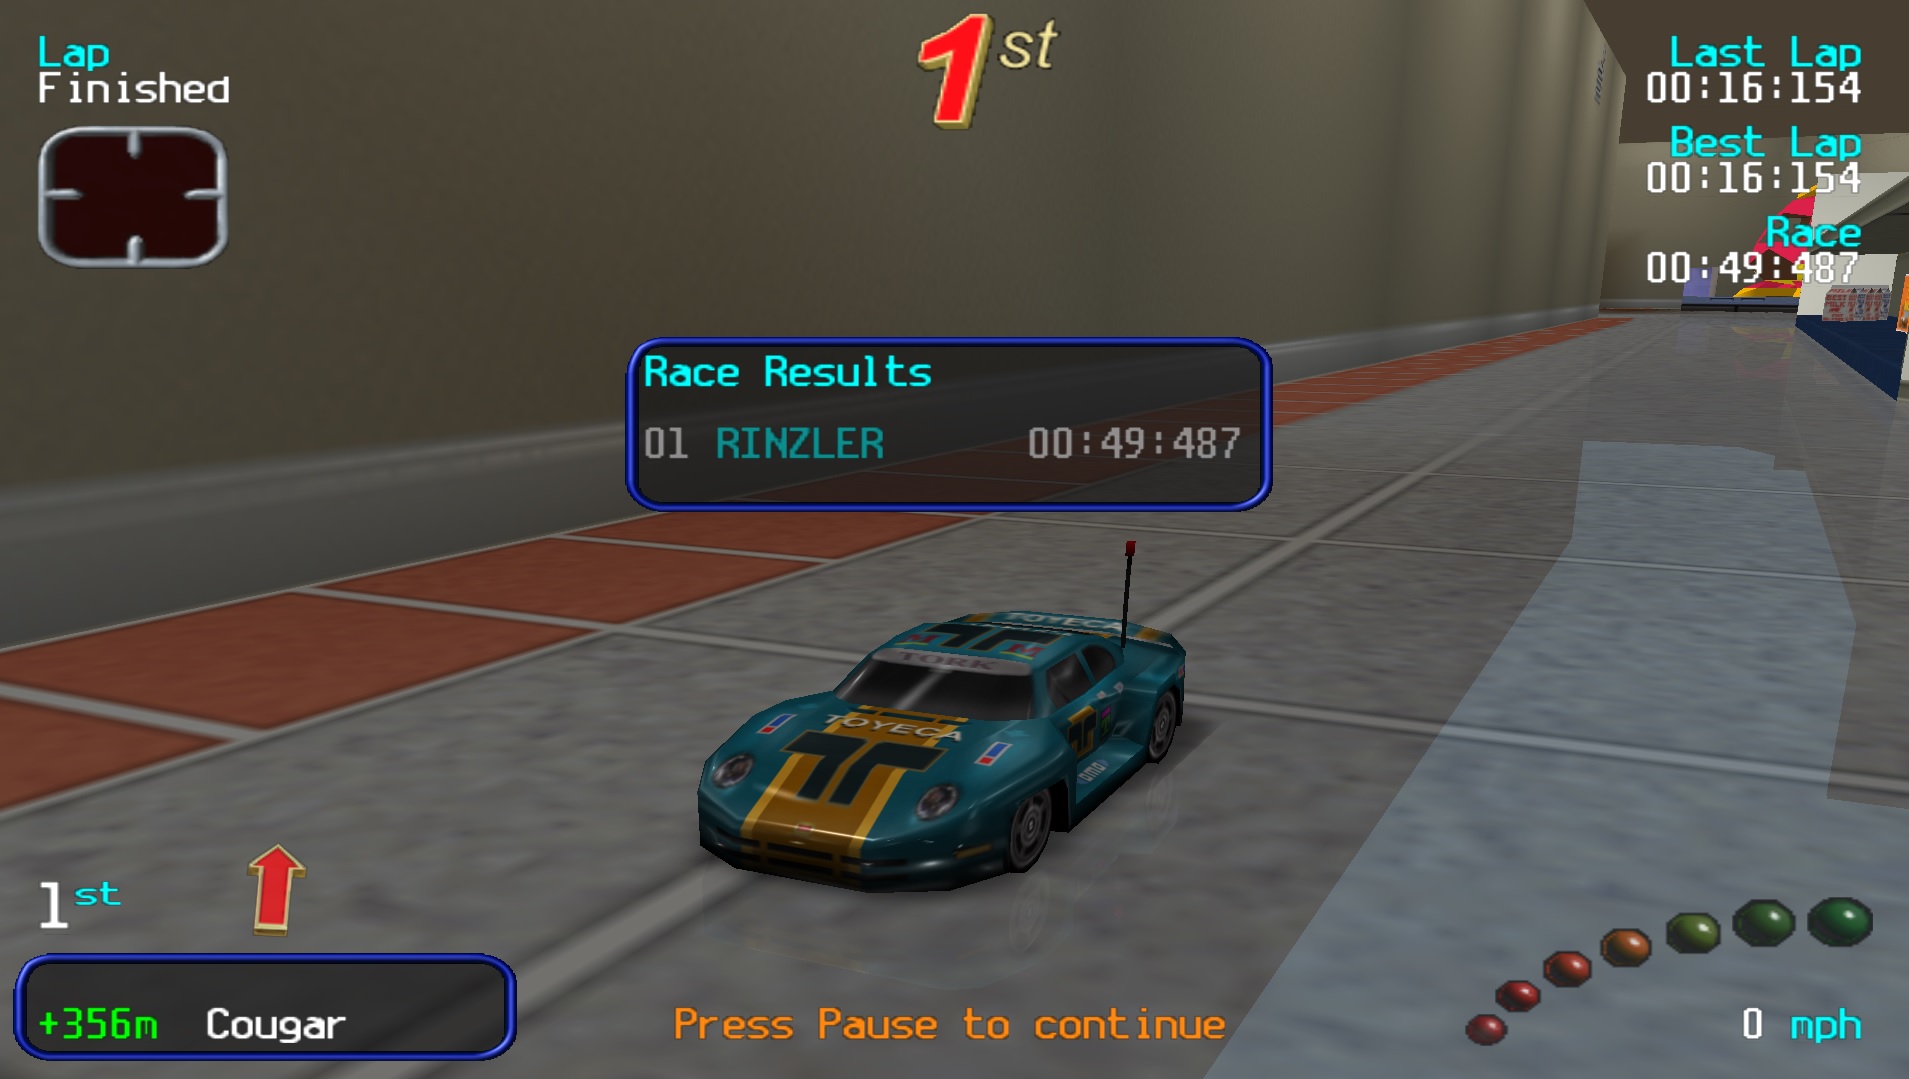 Lap
Finished
1st
Last Lap
00:16:154
Best Lap
00:16:154
Race
00:49:487
Race Results
01 RINZLER 00:49:487
TOYECA
TORK
TOYECA
1st
+356m Cougar
Press Pause to continue
0 mph